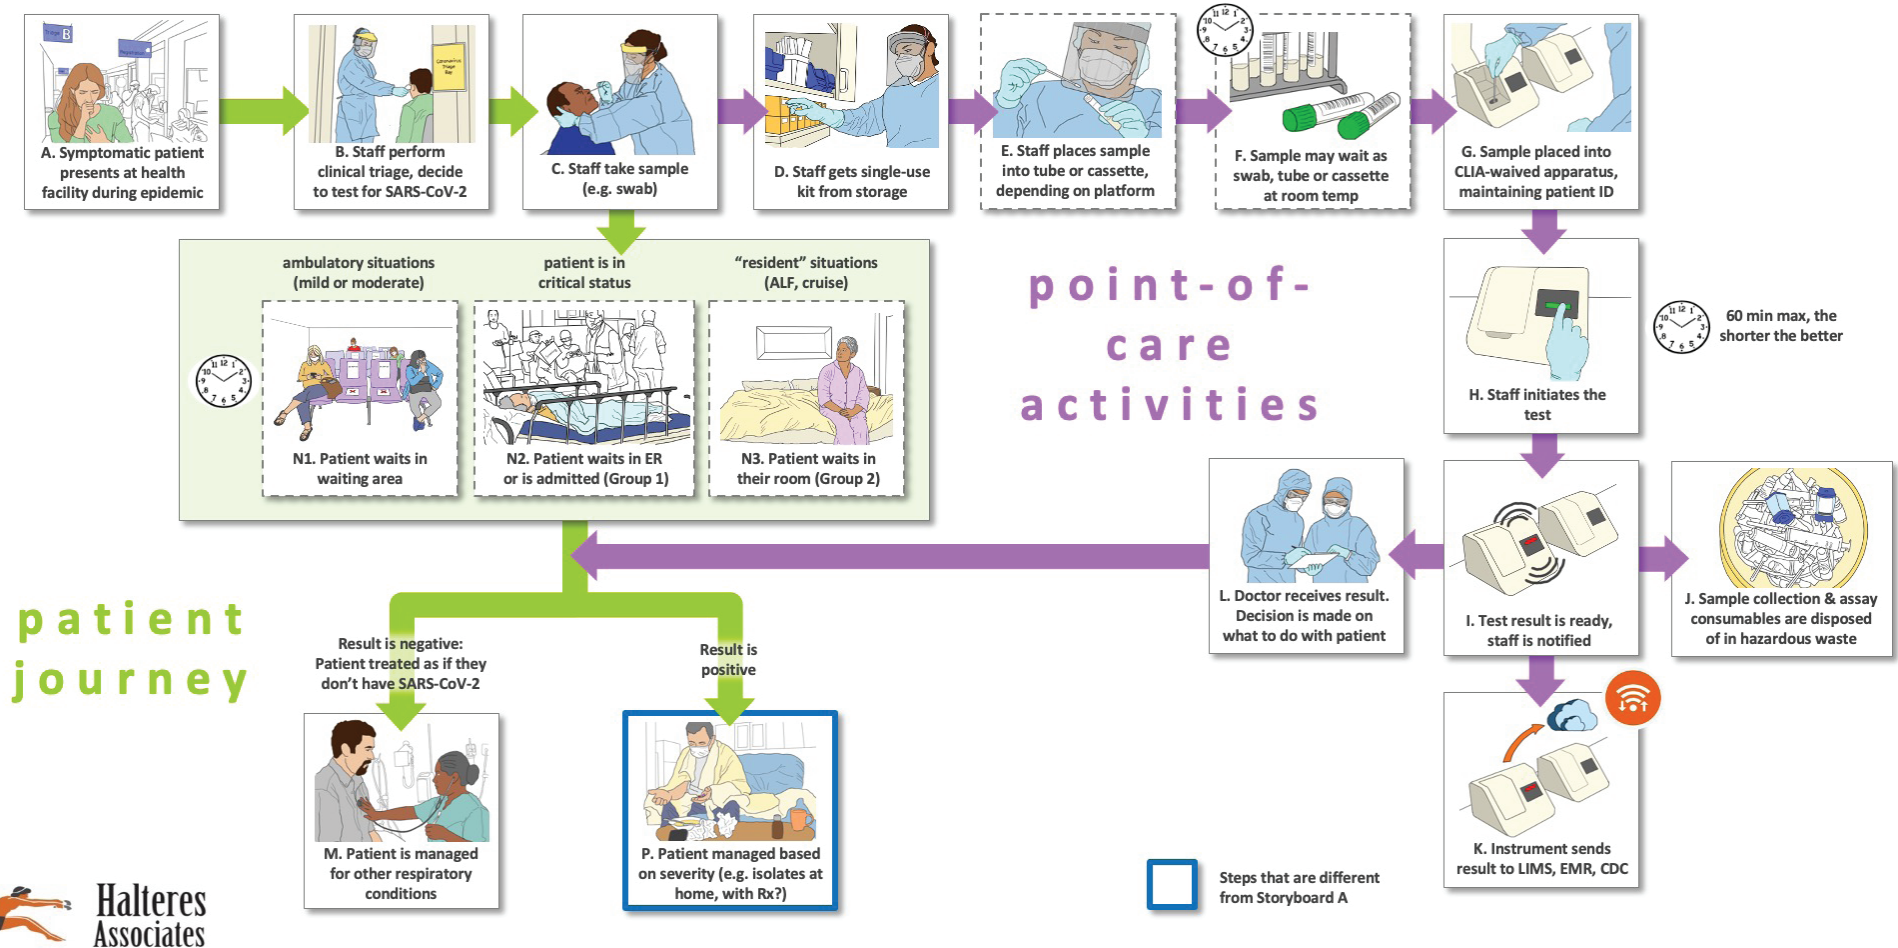 Triage B
Registration
A. Symptomatic patient
presents at health
facility during epidemic
Coronavirus
Triage
Bay
B. Staff perform
clinical triage, decide
to test for SARS-CoV-2
C. Staff take sample
(e.g. swab)
D. Staff gets single-use
kit from storage
E. Staff places sample
into tube or cassette,
depending on platform
F. Sample may wait as
swab, tube or cassette
at room temp
G. Sample placed into
CLIA-waived apparatus,
maintaining patient ID
ambulatory situations
(mild or moderate)
patient is in
critical status
“resident” situations
(ALF, cruise)
N1. Patient waits in
waiting area
N2. Patient waits in ER
or is admitted (Group 1)
N3. Patient waits in
their room (Group 2)
point-of-
care
activities
H. Staff initiates the
test
60 min max, the
shorter the better
L. Doctor receives result.
Decision is made on
what to do with patient
I. Test result is ready,
staff is notified
J. Sample collection & assay
consumables are disposed
of in hazardous waste
patient
journey
Result is negative:
Patient treated as if they
don’t have SARS-CoV-2
Result is
positive
M. Patient is managed
for other respiratory
conditions
P. Patient managed based
on severity (e.g. isolates at
home, with Rx?)
K. Instrument sends
result to LIMS, EMR, CDC
Steps that are different
from Storyboard A
Halteres
Associates